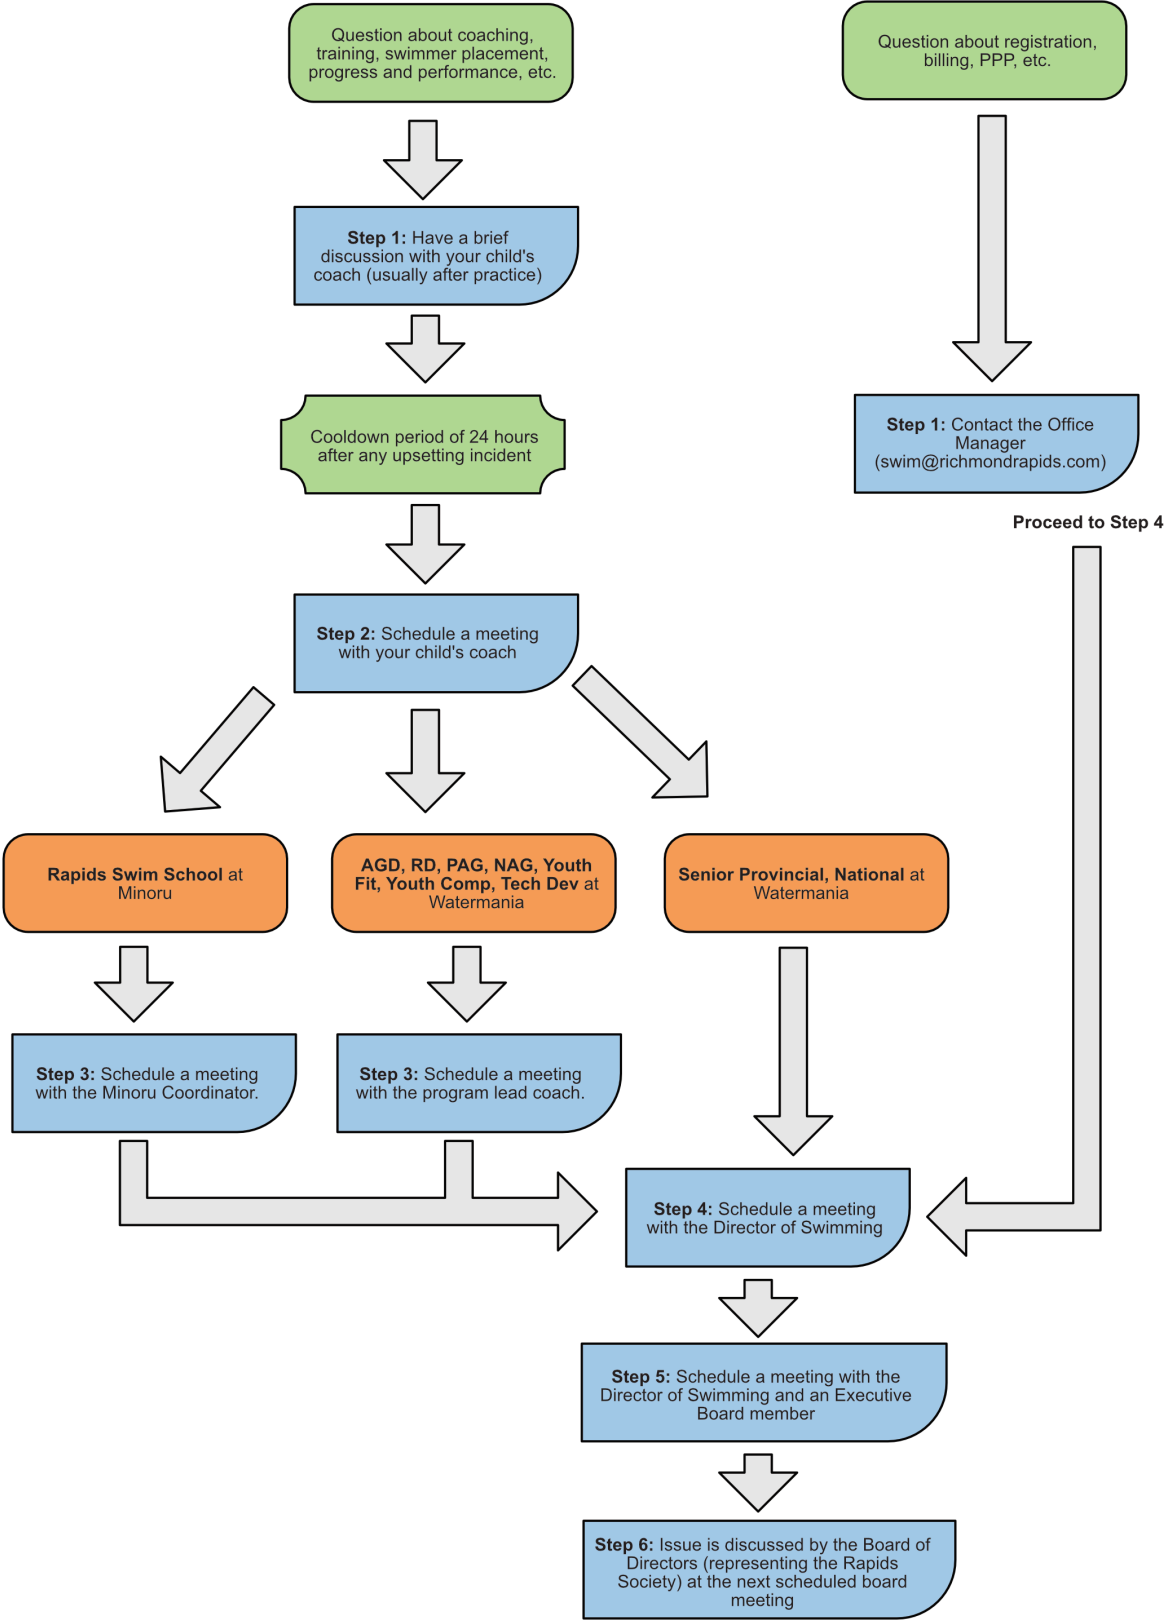 Question about coaching,
training, swimmer placement,
progress and performance, etc.
Question about registration,
billing, PPP, etc.
Step 1: Have a brief
discussion with your child's
coach (usually after practice)
Cooldown period of 24 hours
after any upsetting incident
Step 1: Contact the Office
Manager
(swim@richmondrapids.com)
Proceed to Step 4
Step 2: Schedule a meeting
with your child's coach
Rapids Swim School at
Minoru
AGD, RD, PAG, NAG, Youth
Fit, Youth Comp, Tech Dev at
Watermania
Senior Provincial, National at
Watermania
Step 3: Schedule a meeting
with the Minoru Coordinator.
Step 3: Schedule a meeting
with the program lead coach.
Step 4: Schedule a meeting
with the Director of Swimming
Step 5: Schedule a meeting with the
Director of Swimming and an Executive
Board member
Step 6: Issue is discussed by the Board of
Directors (representing the Rapids
Society) at the next scheduled board
meeting